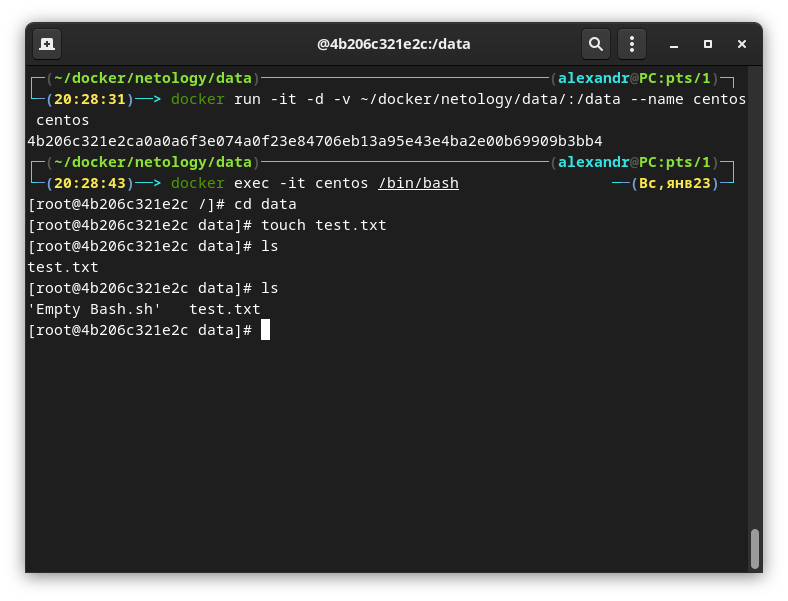 @4b206c321e2c:/data
(~/docker/netology/data) (alexandr@PC:pts/1)
(20:28:31)──> docker run -it -d -v ~/docker/netology/data/:/data --name centos
centos
4b206c321e2ca0a0a6f3e074a0f23e84706eb13a95e43e4ba2e00b69909b3bb4
(~/docker/netology/data) (alexandr@PC:pts/1)
(20:28:43)──> docker exec -it centos /bin/bash (Вс,янв23)
[root@4b206c321e2c /]# cd data
[root@4b206c321e2c data]# touch test.txt
[root@4b206c321e2c data]# ls
test.txt
[root@4b206c321e2c data]# ls
'Empty Bash.sh'   test.txt
[root@4b206c321e2c data]#